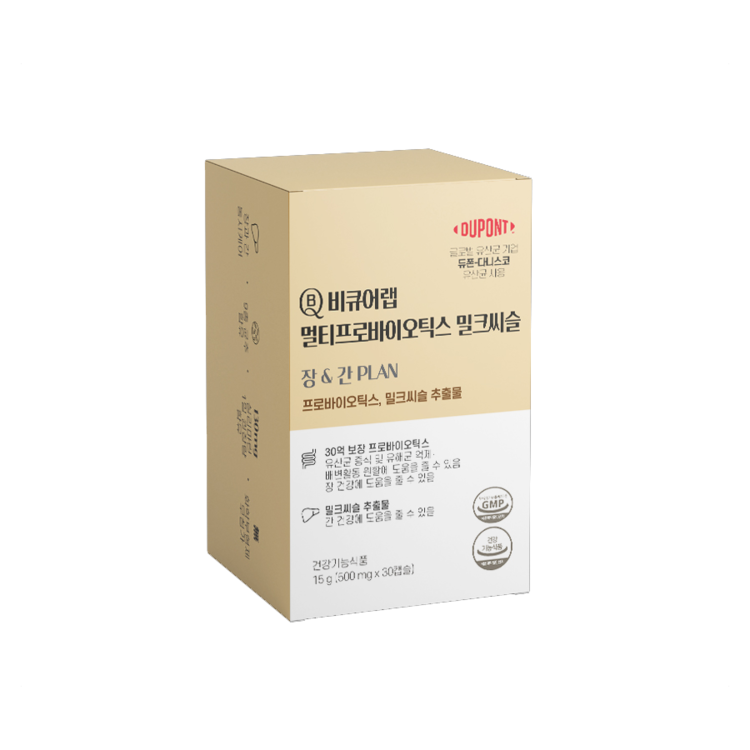 DUPONT
글로벌 유산균 기업
듀폰-다니스코
유산균 사용
비큐어랩
멀티프로바이오틱스 밀크씨슬
장 & 간 PLAN
프로바이오틱스, 밀크씨슬 추출물
30억 보장 프로바이오틱스
유산균 증식 및 유해균 억제·
배변활동 원활에 도움을 줄 수 있음
장 건강에 도움을 줄 수 있음
밀크씨슬 추출물
간 건강에 도움을 줄 수 있음
GMP
건강
기능식품
건강기능식품
15 g (500 mg x 30캡슐)
130mg